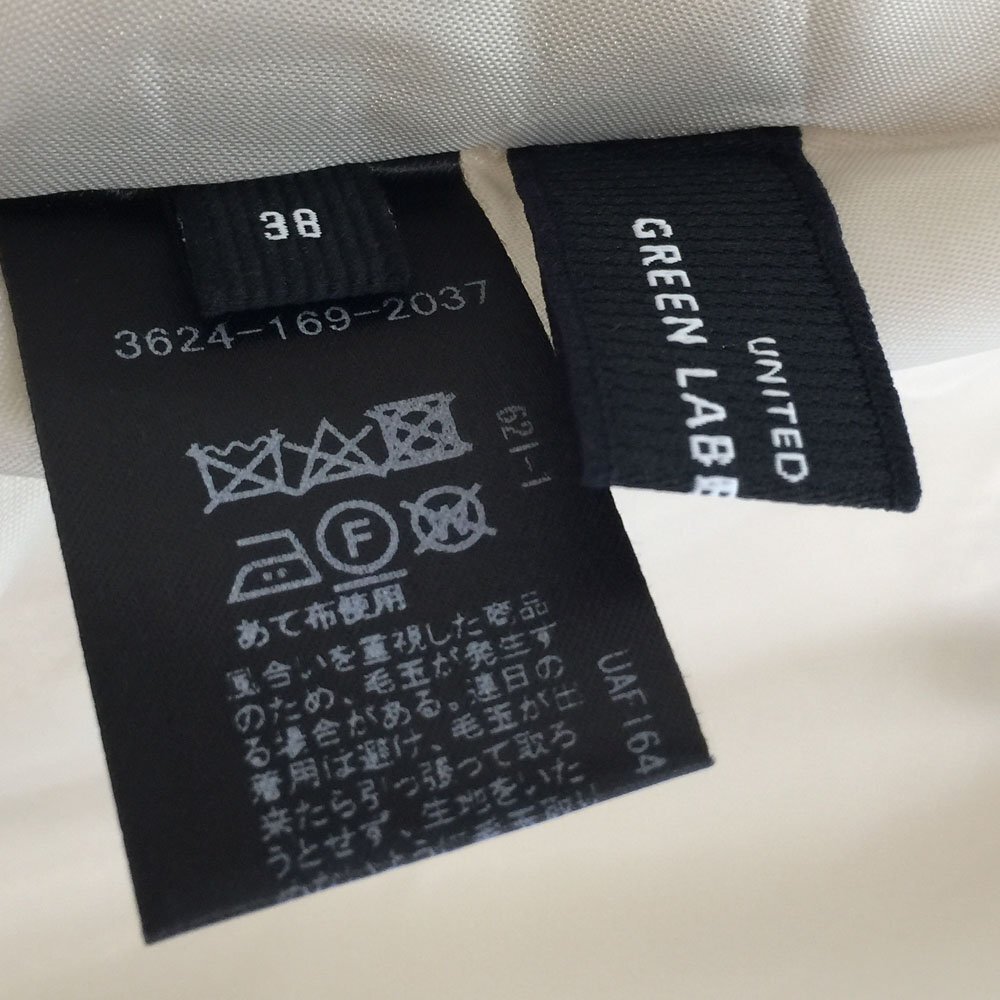 38
3624-169-2037
621-1
F
W
あて布使用
風合いを重視した商品
のため、毛玉が発生す
る場合がある。連日の
着用は避け、毛玉が出
来たら引っ張って取ろ
うとせず、生地をいた
UAF164
GREEN LABE
UNITED